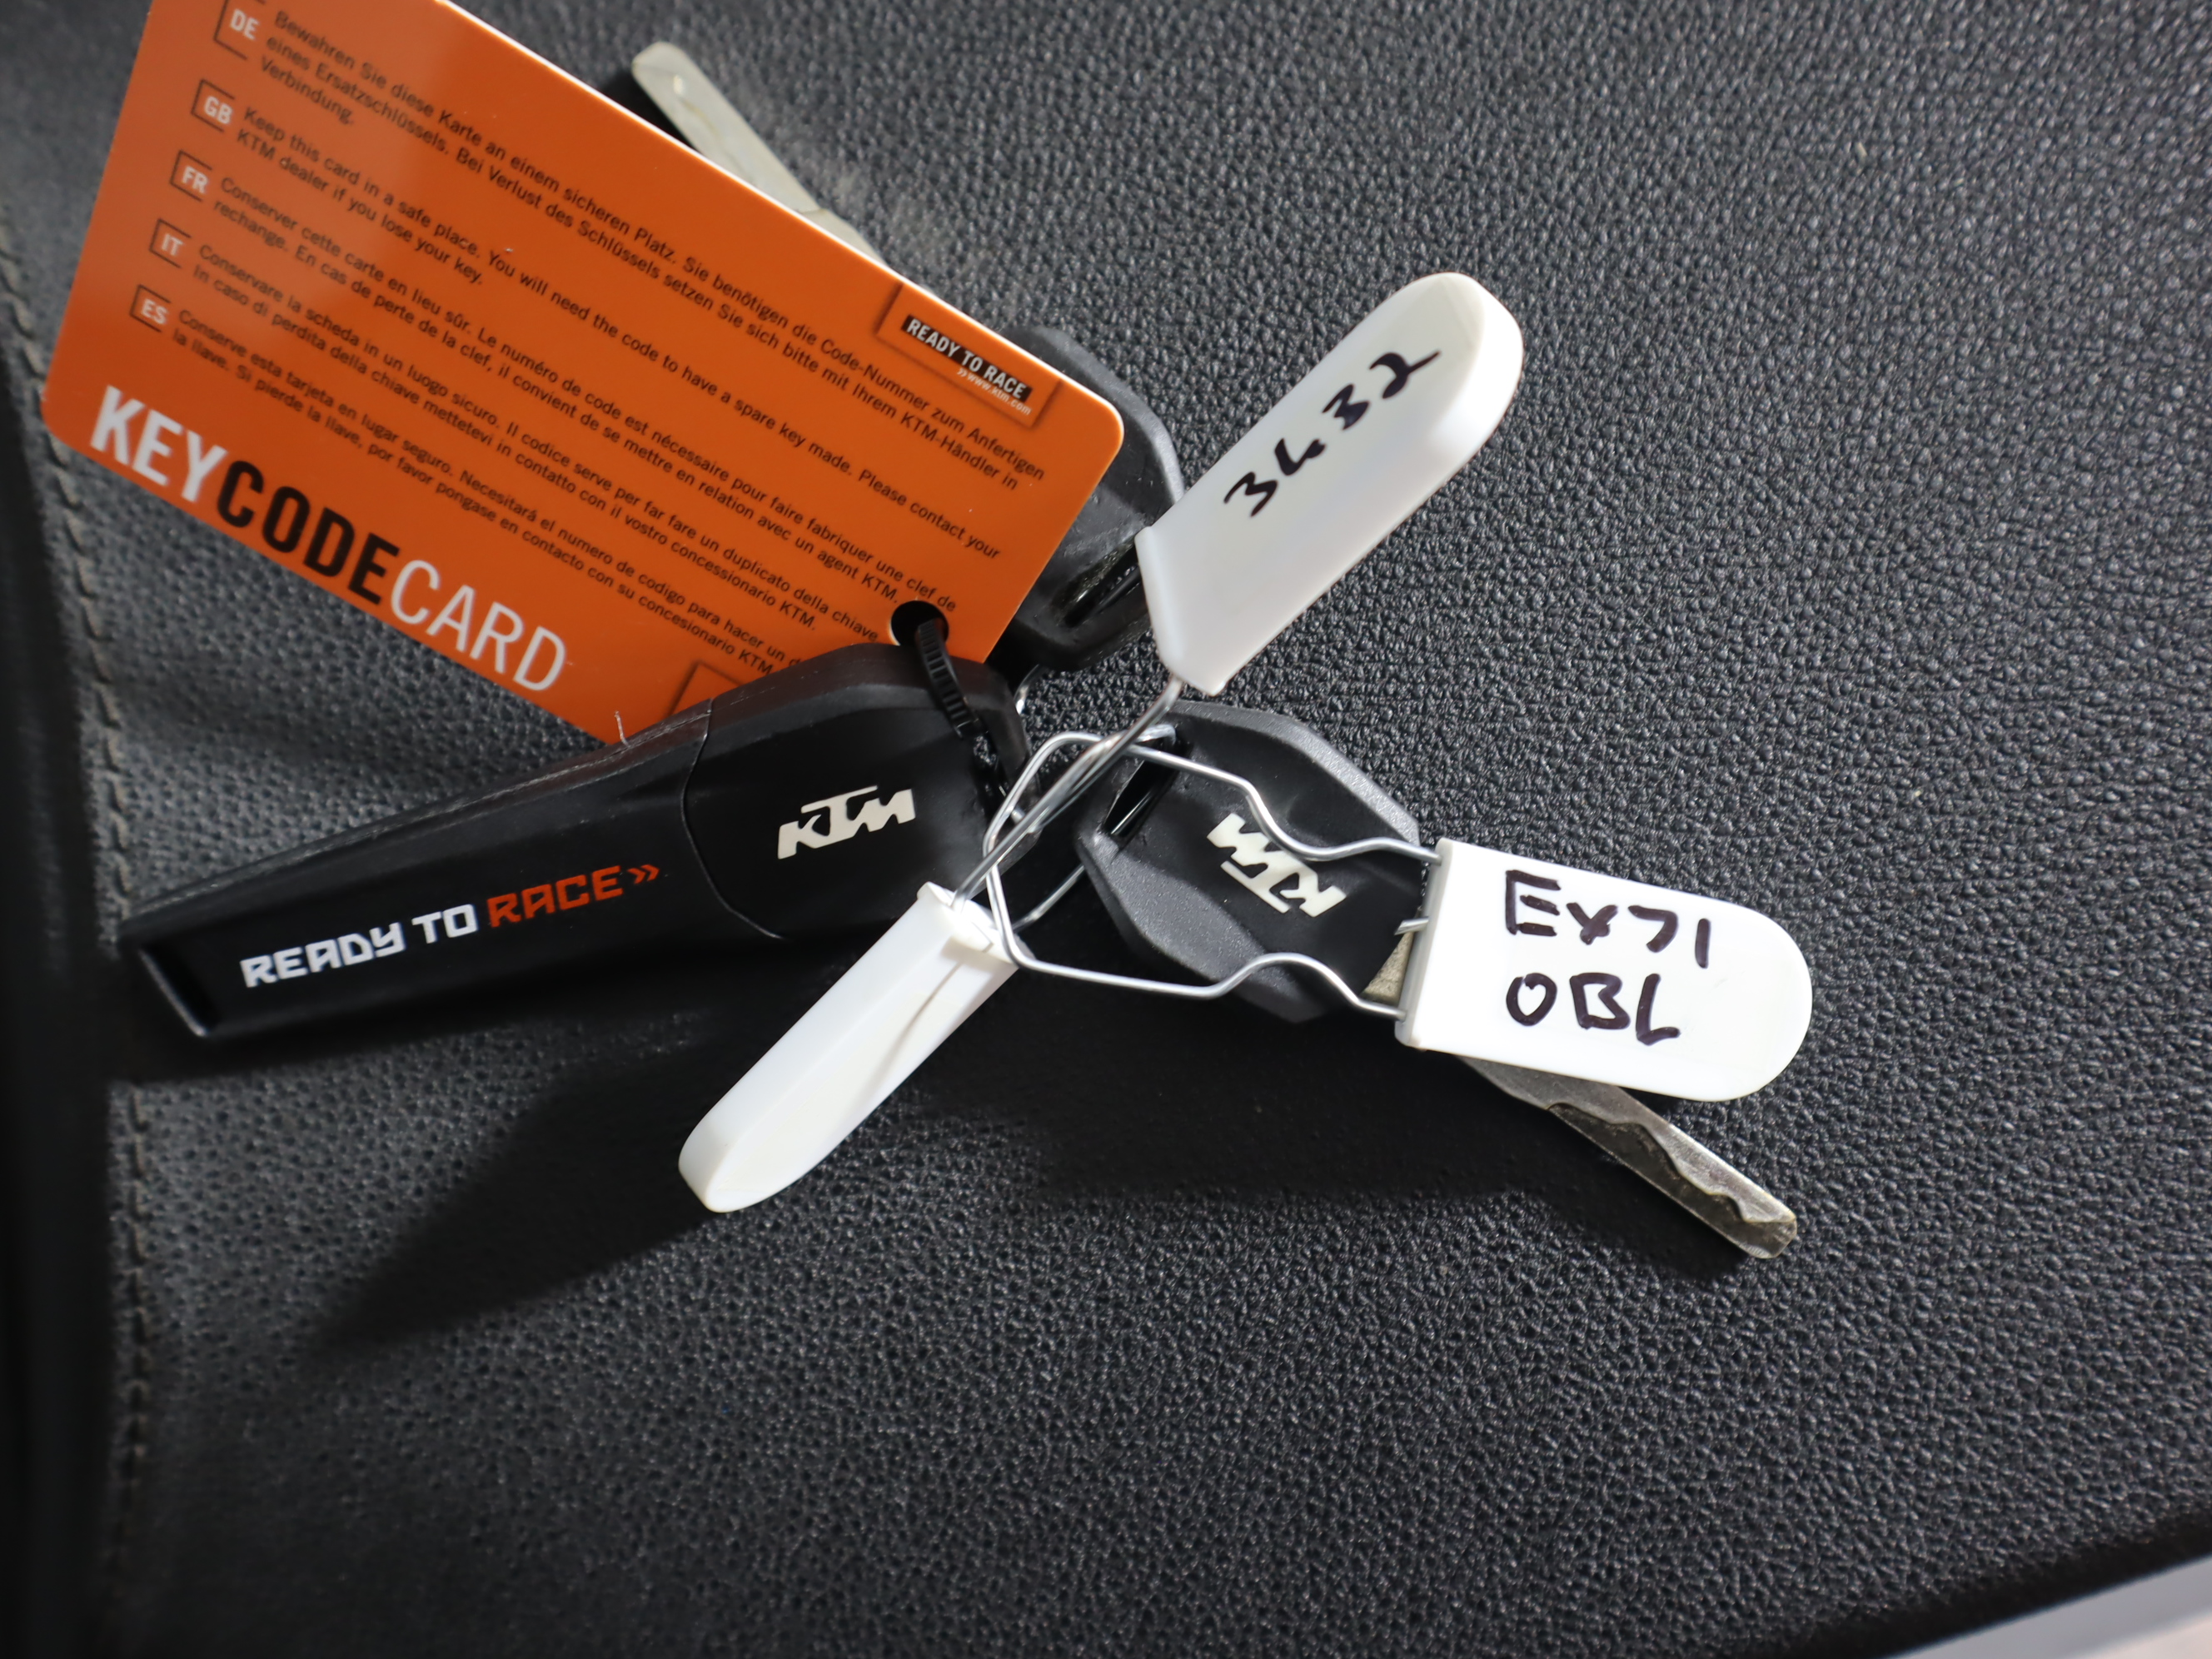 DE
Bewahren Sie diese Karte an einem sicheren Platz. Sie benötigen die Code-Nummer zum Anfertigen
eines Ersatzschlüssels. Bei Verlust des Schlüssels setzen Sie sich bitte mit Ihrem KTM-Händler in
Verbindung.
GB
Keep this card in a safe place. You will need the code to have a spare key made. Please contact your
KTM dealer if you lose your key.
FR
Conserver cette carte en lieu sûr. Le numéro de code est nécessaire pour faire fabriquer une clef de
rechange. En cas de perte de la clef, il convient de se mettre en relation avec un agent KTM.
IT
Conservare la scheda in un luogo sicuro. Il codice serve per far fare un duplicato della chiave
In caso di perdita della chiave mettetevi in contatto con il vostro concessionario KTM.
ES
Conserve esta tarjeta en lugar seguro. Necesitará el numero de codigo para hacer un
la llave. Si pierde la llave, por favor pongase en contacto con su concesionario KTM.
READY TO RACE
»www.ktm.com
KEYCODECARD
3432
KTM
READY TO RACE»
KTM
EX71
OBL